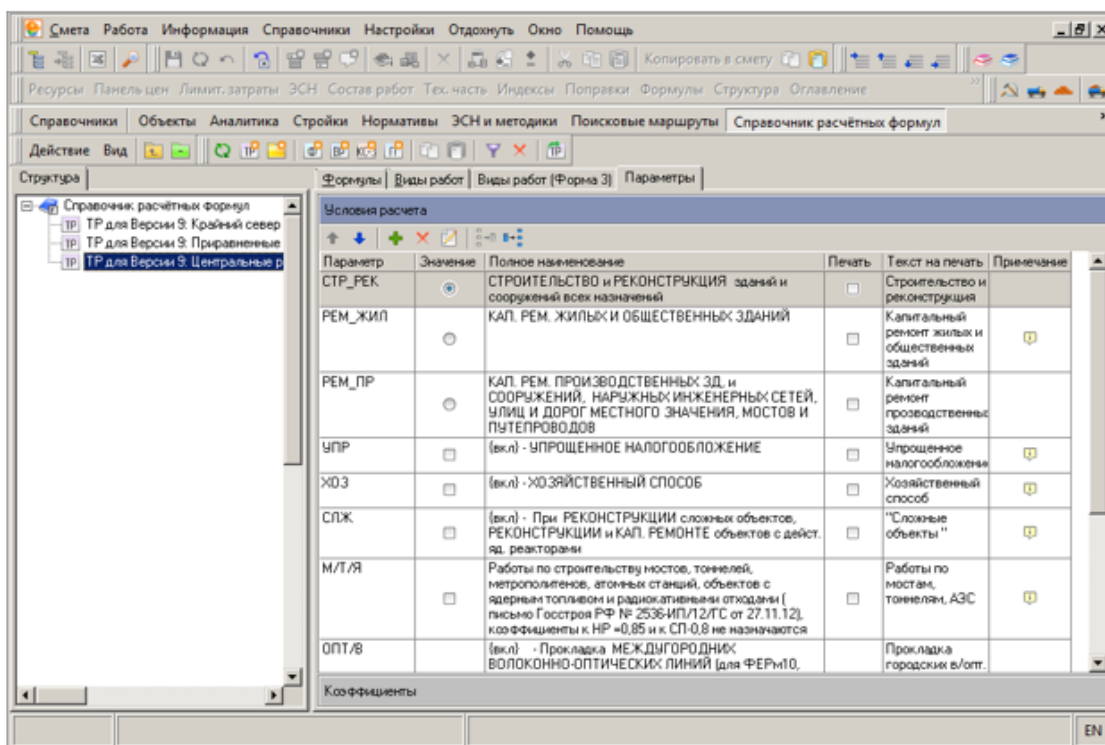 Смета Работа Информация Справочники Настройки Отдохнуть Окно Помощь
Копировать в смету
Ресурсы Панель цен Лимит. затраты ЭСН Состав работ Тех. часть Индексы Поправки Формулы Структура Оглавление
Справочники Объекты Аналитика Стройки Нормативы ЭСН и методики Поисковые маршруты Справочник расчётных формул
Действие Вид
Структура
Справочник расчётных формул
ТР для Версии 9: Крайний север
ТР для Версии 9: Приравненные
ТР для Версии 9: Центральные р
Формулы Виды работ Виды работ (Форма 3) Параметры
Условия расчета
Параметр Значение Полное наименование Печать Текст на печать Примечание
СТР_РЕК СТРОИТЕЛЬСТВО и РЕКОНСТРУКЦИЯ зданий и Строительство и
сооружений всех назначений реконструкция
РЕМ_ЖИЛ КАП. РЕМ. ЖИЛЫХ И ОБЩЕСТВЕННЫХ ЗДАНИЙ Капитальный
ремонт жилых и
общественных
зданий
РЕМ_ПР КАП. РЕМ. ПРОИЗВОДСТВЕННЫХ ЗД. и Капитальный
СООРУЖЕНИЙ, НАРУЖНЫХ ИНЖЕНЕРНЫХ СЕТЕЙ, ремонт
УЛИЦ И ДОРОГ МЕСТНОГО ЗНАЧЕНИЯ, МОСТОВ И прозводственных
ПУТЕПРОВОДОВ зданий
УПР {вкл} - УПРОЩЕННОЕ НАЛОГООБЛОЖЕНИЕ Упрощенное
налогообложени
ХОЗ {вкл} - ХОЗЯЙСТВЕННЫЙ СПОСОБ Хозяйственный
способ
СЛЖ {вкл} - При РЕКОНСТРУКЦИИ сложных объектов, "Сложные
РЕКОНСТРУКЦИИ и КАП. РЕМОНТЕ объектов с дейст. объекты "
яд. реакторами
М/Т/Я Работы по строительству мостов, тоннелей, Работы по
метрополитенов, атомных станций, объектов с мостам,
ядерным топливом и радиокативными отходами ( тоннелям, АЭС
письмо Госстроя РФ № 2536-ИП/12/ГС от 27.11.12),
коэффициенты к НР =0,85 и к СП-0,8 не назначаются
ОПТ/В {вкл} - Прокладка МЕЖДУГОРОДНИХ Прокладка
ВОЛОКОННО-ОПТИЧЕСКИХ ЛИНИЙ (для ФЕРм10, городских в/опт.
Коэффициенты
EN